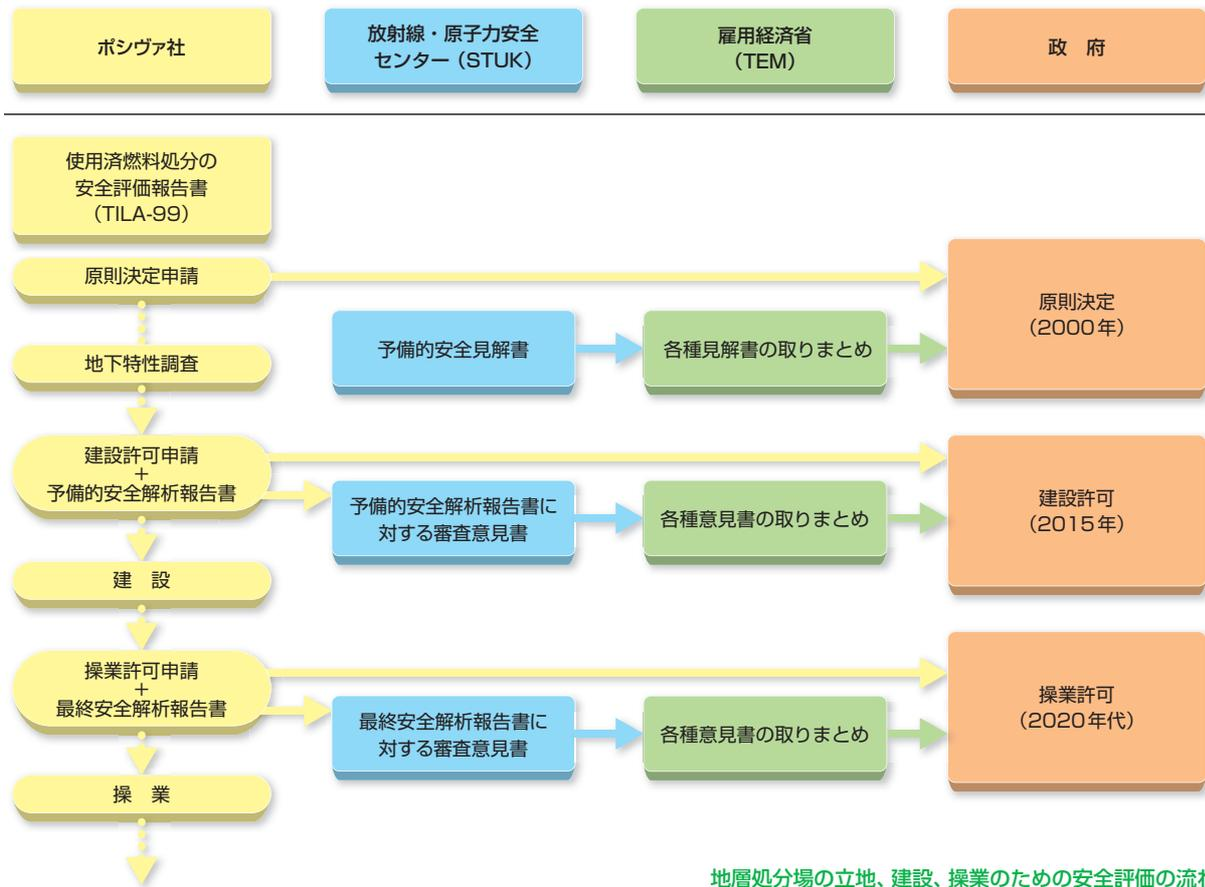 ポシヴァ社
放射線・原子力安全
センター（STUK）
雇用経済省
（TEM）
政　府
使用済燃料処分の
安全評価報告書
（TILA-99）
原則決定申請
原則決定
（2000年）
予備的安全見解書
各種見解書の取りまとめ
地下特性調査
建設許可申請
+
予備的安全解析報告書
予備的安全解析報告書に
対する審査意見書
各種意見書の取りまとめ
建設許可
（2015年）
建　設
操業許可申請
+
最終安全解析報告書
最終安全解析報告書に
対する審査意見書
各種意見書の取りまとめ
操業許可
（2020年代）
操　業
地層処分場の立地、建設、操業のための安全評価の流れ